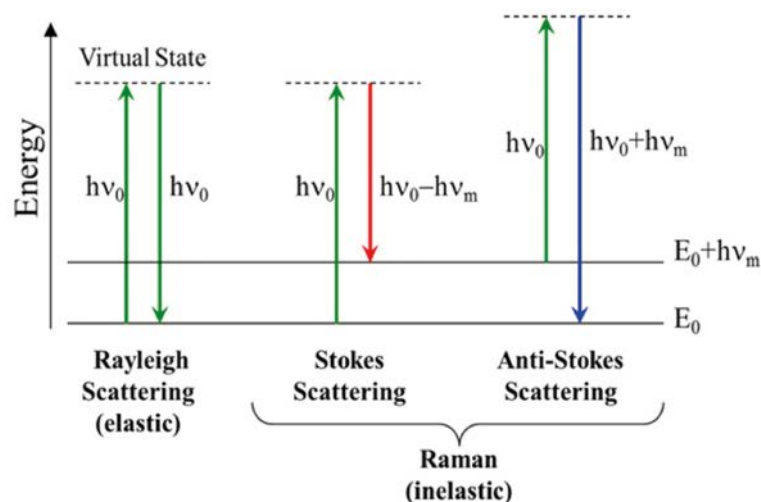 Energy
Virtual State
hν₀
hν₀
hν₀
hν₀–hνₘ
hν₀
hν₀+hνₘ
E₀+hνₘ
E₀
Rayleigh
Scattering
(elastic)
Stokes
Scattering
Anti-Stokes
Scattering
Raman
(inelastic)